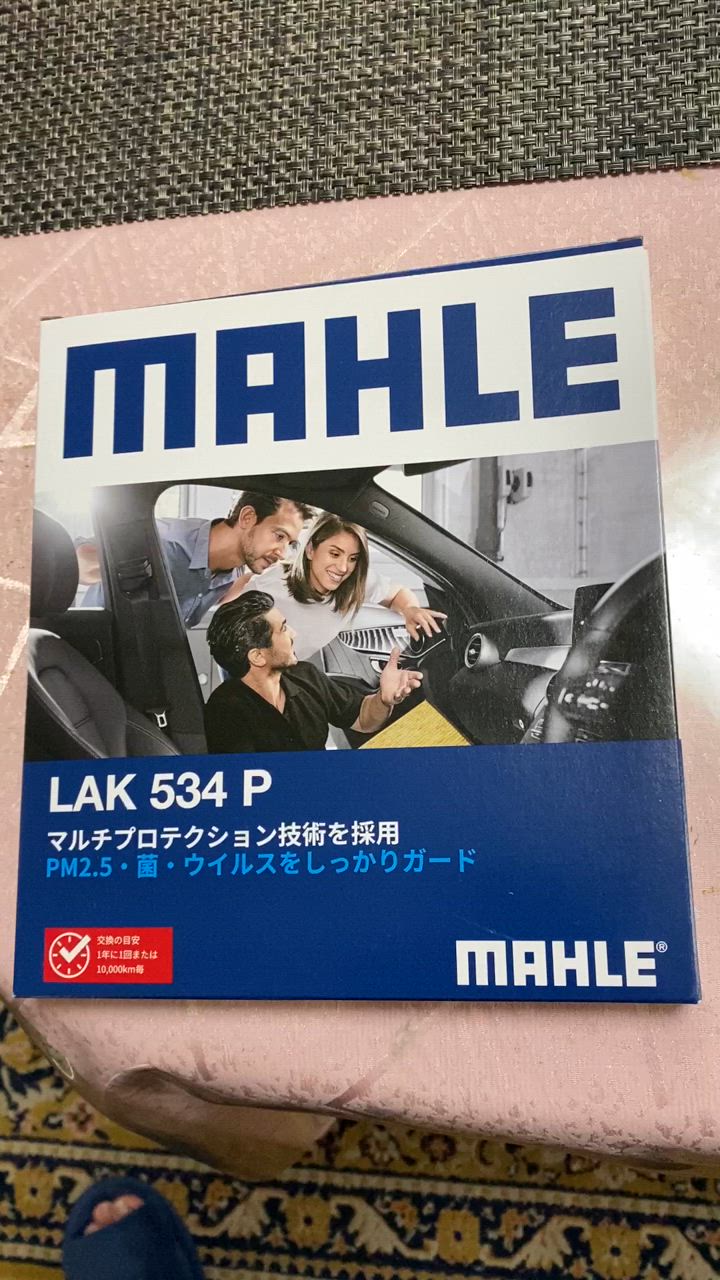 MAHLE
LAK 534 P
マルチプロテクション技術を採用
PM2.5・菌・ウイルスをしっかりガード
交換の目安
1年に1回または
10,000km毎
MAHLE®